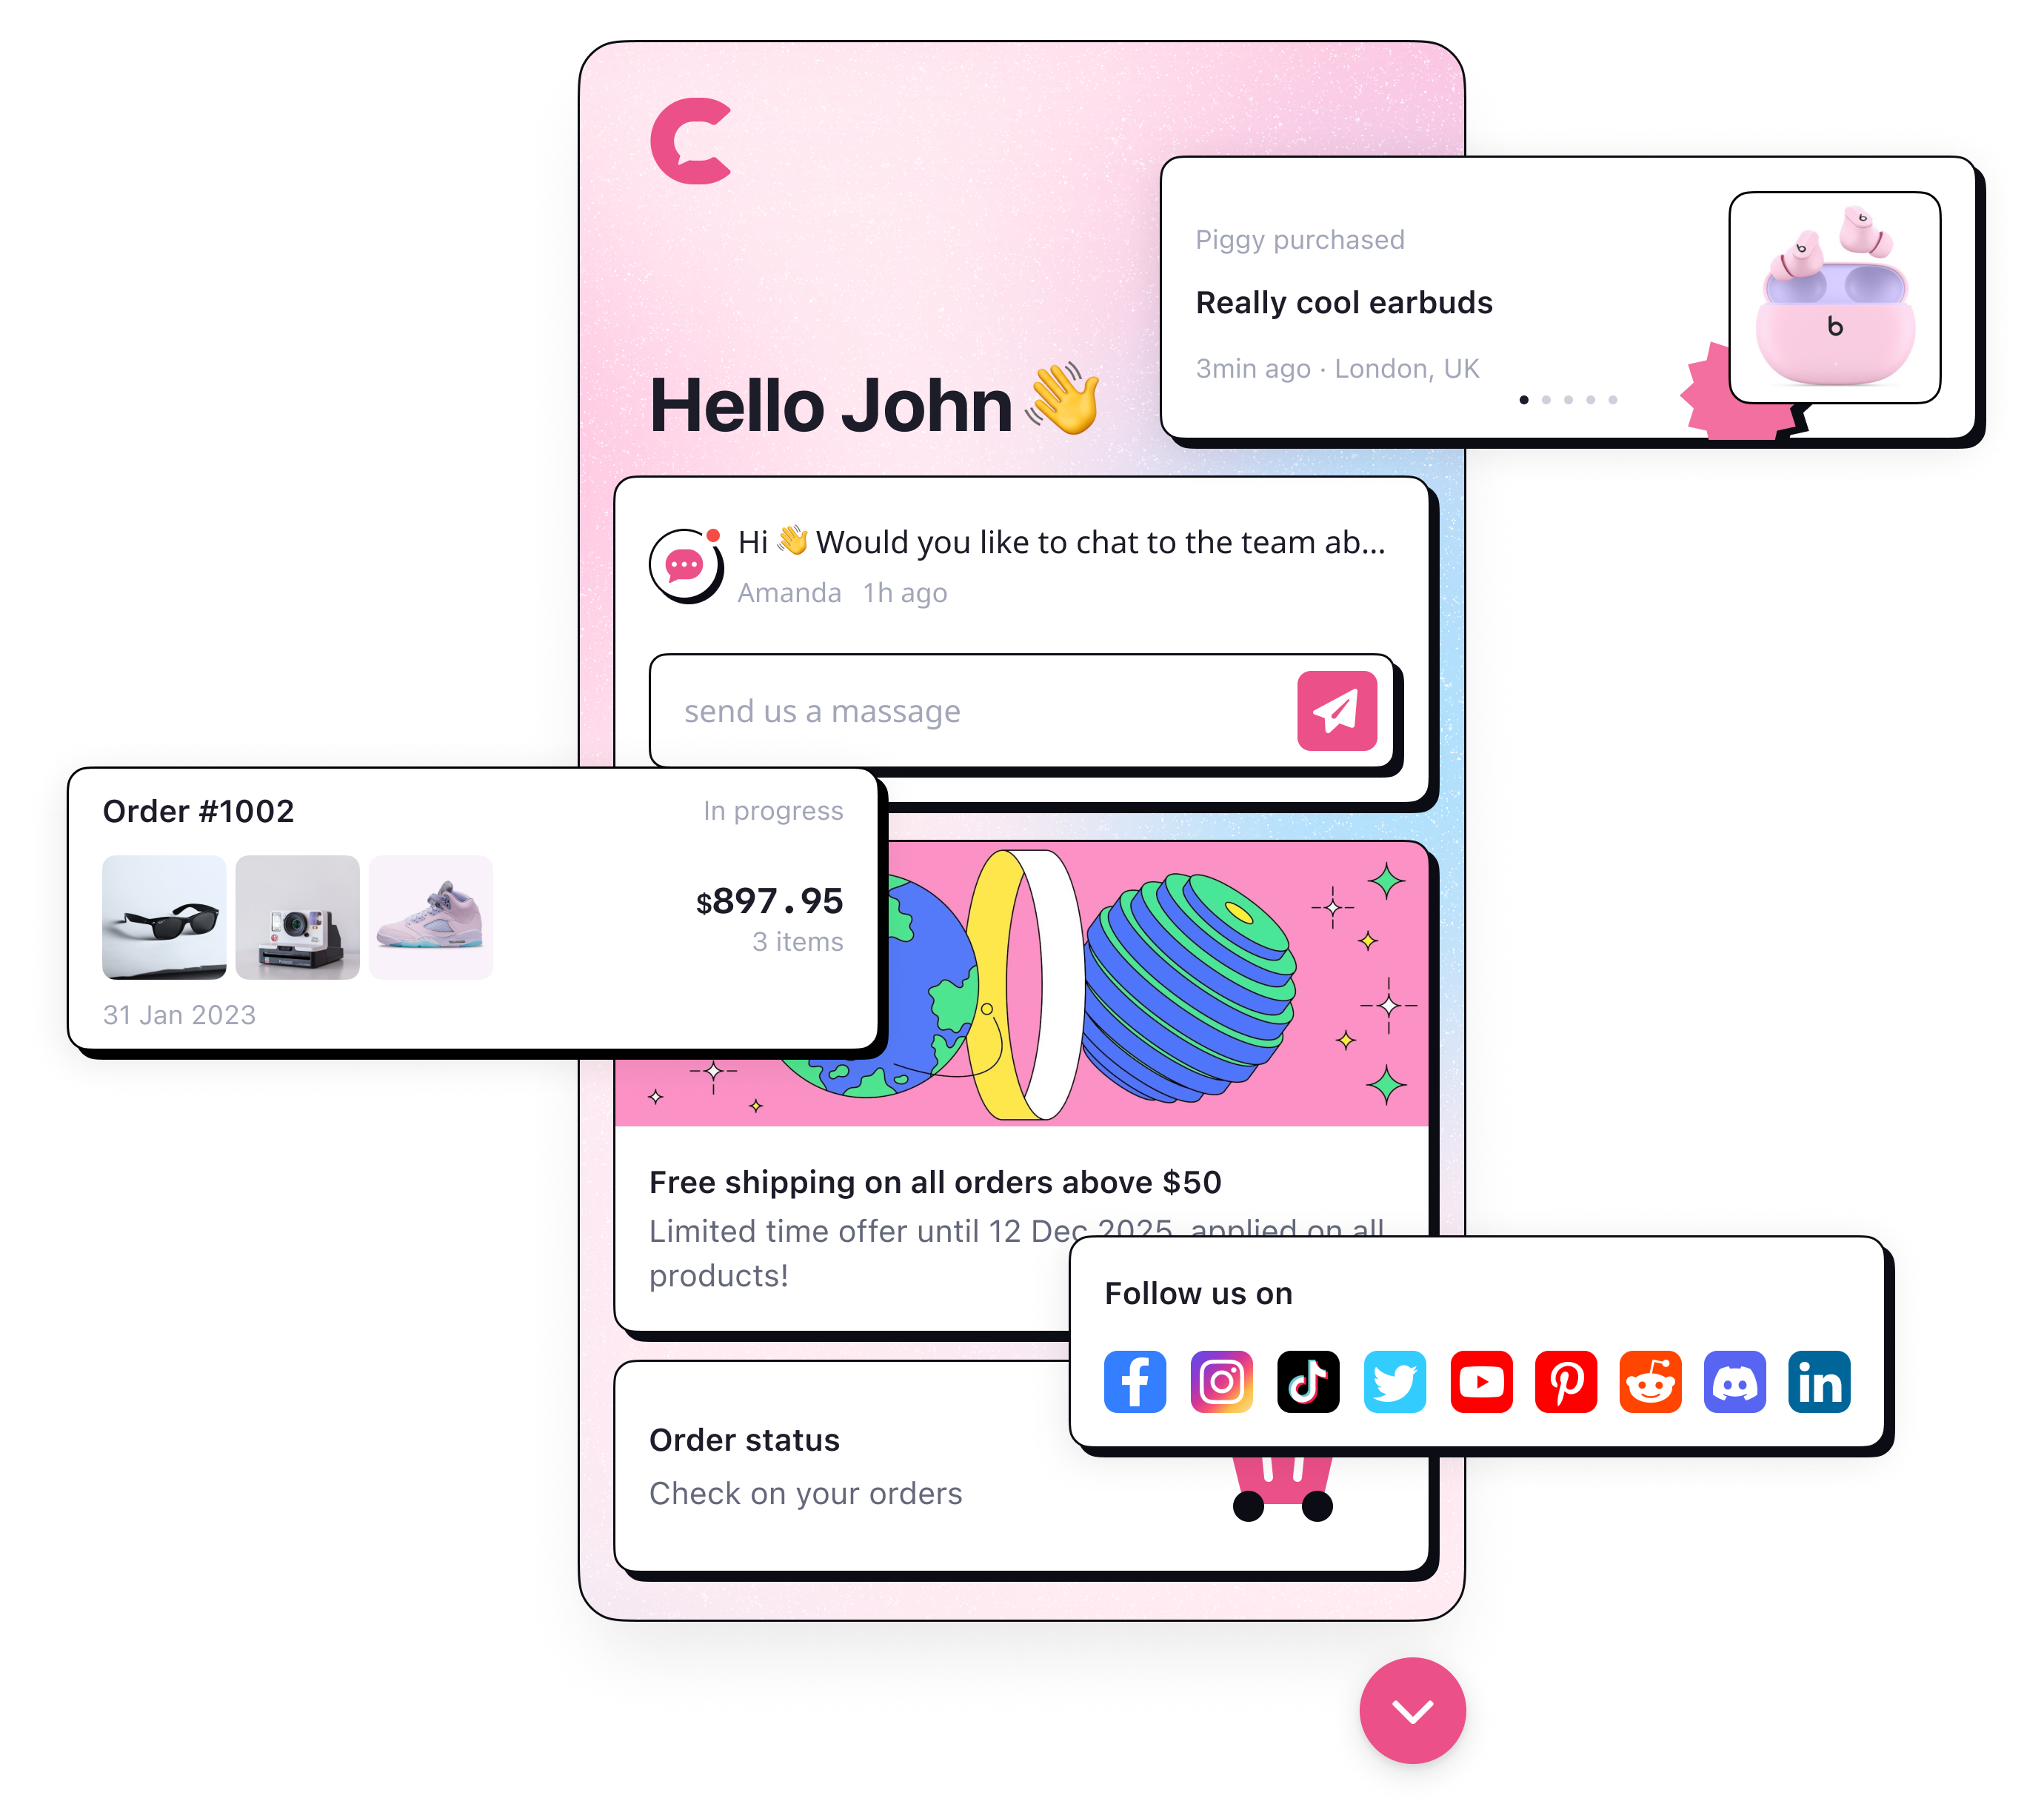 Piggy purchased
Really cool earbuds
3min ago · London, UK
Hello John 👋
Hi 👋 Would you like to chat to the team ab...
Amanda 1h ago
send us a massage
Order #1002
In progress
$897.95
3 items
31 Jan 2023
Free shipping on all orders above $50
Limited time offer until 12 Dec 2025, applied on all
products!
Follow us on
Order status
Check on your orders